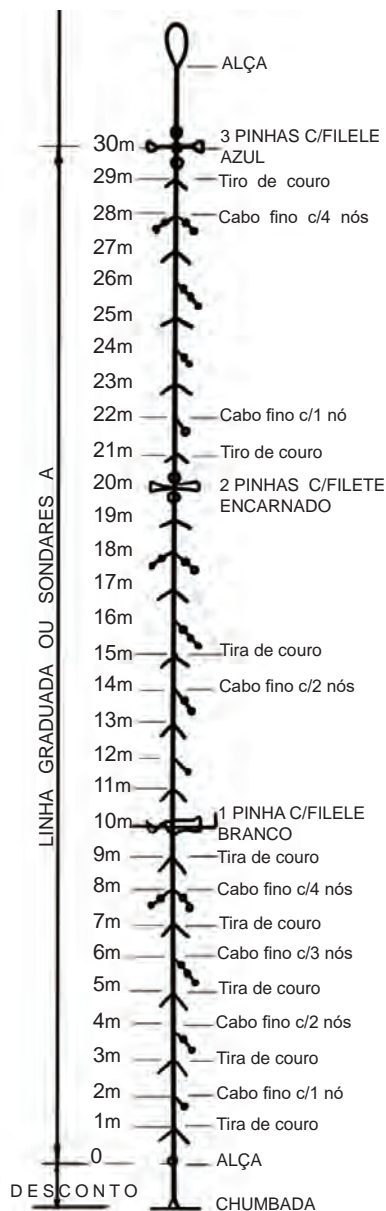 ALÇA
30m 3 PINHAS C/FILELE
AZUL
29m Tiro de couro
28m Cabo fino c/4 nós
27m
26m
25m
24m
23m
22m Cabo fino c/1 nó
21m Tiro de couro
20m 2 PINHAS C/FILETE
ENCARNADO
19m
18m
17m
16m
15m Tira de couro
14m Cabo fino c/2 nós
13m
12m
11m
10m 1 PINHA C/FILELE
BRANCO
9m Tira de couro
8m Cabo fino c/4 nós
7m Tira de couro
6m Cabo fino c/3 nós
5m Tira de couro
4m Cabo fino c/2 nós
3m Tira de couro
2m Cabo fino c/1 nó
1m Tira de couro
0 ALÇA
DESCONTO CHUMBADA
LINHA GRADUADA OU SONDARES A